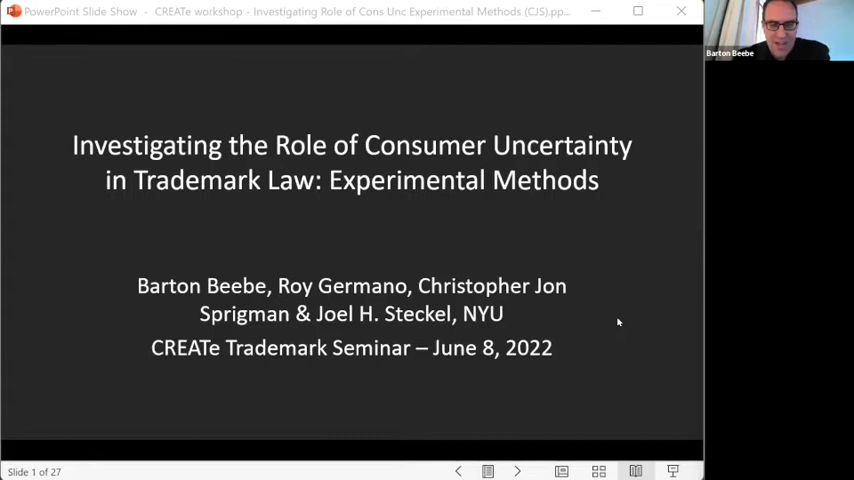 PowerPoint Slide Show - CREATe workshop - Investigating Role of Cons Unc Experimental Methods (CJS).pp...
Barton Beebe
Investigating the Role of Consumer Uncertainty
in Trademark Law: Experimental Methods
Barton Beebe, Roy Germano, Christopher Jon
Sprigman & Joel H. Steckel, NYU
CREATe Trademark Seminar – June 8, 2022
Slide 1 of 27